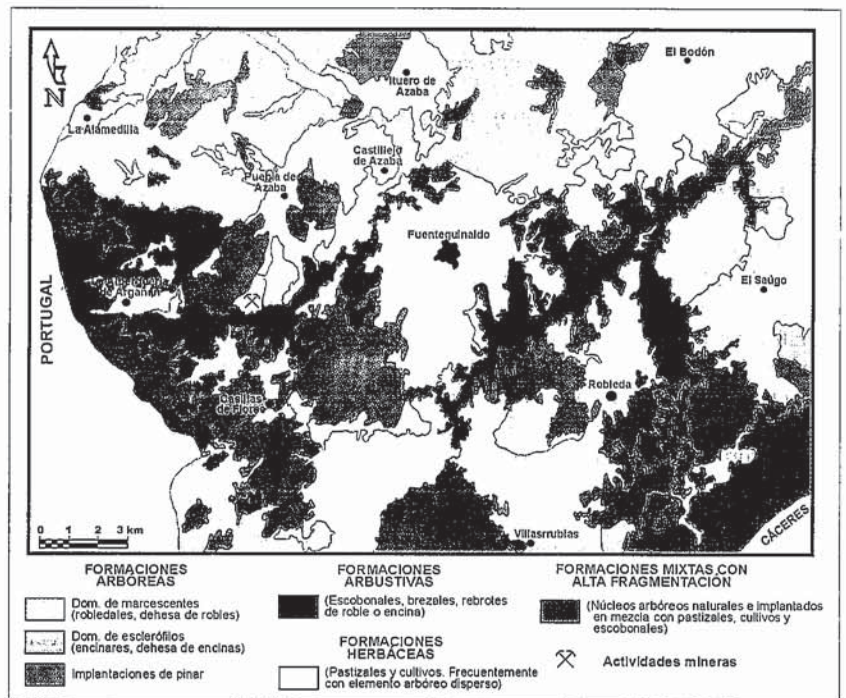 N
El Bodón
Ituero de
Azaba
La Alamedilla
Castillejo
de Azaba
Puebla de
Azaba
Fuenteguinaldo
PORTUGAL
de Argañán
El Saúgo
Robleda
Casillas
de Flores
0 1 2 3 km
Villasrrubias
CÁCERES
FORMACIONES
ARBÓREAS
Dom. de marcescentes
(robledales, dehesa de robles)
Dom. de esclerófilos
(encinares, dehesa de encinas)
Implantaciones de pinar
FORMACIONES
ARBUSTIVAS
(Escobonales, brezales, rebrotes
de roble o encina)
FORMACIONES
HERBÁCEAS
(Pastizales y cultivos. Frecuentemente
con elemento arbóreo disperso)
FORMACIONES MIXTAS CON
ALTA FRAGMENTACIÓN
(Núcleos arbóreos naturales e implantados
en mezcla con pastizales, cultivos y
escobonales)
Actividades mineras